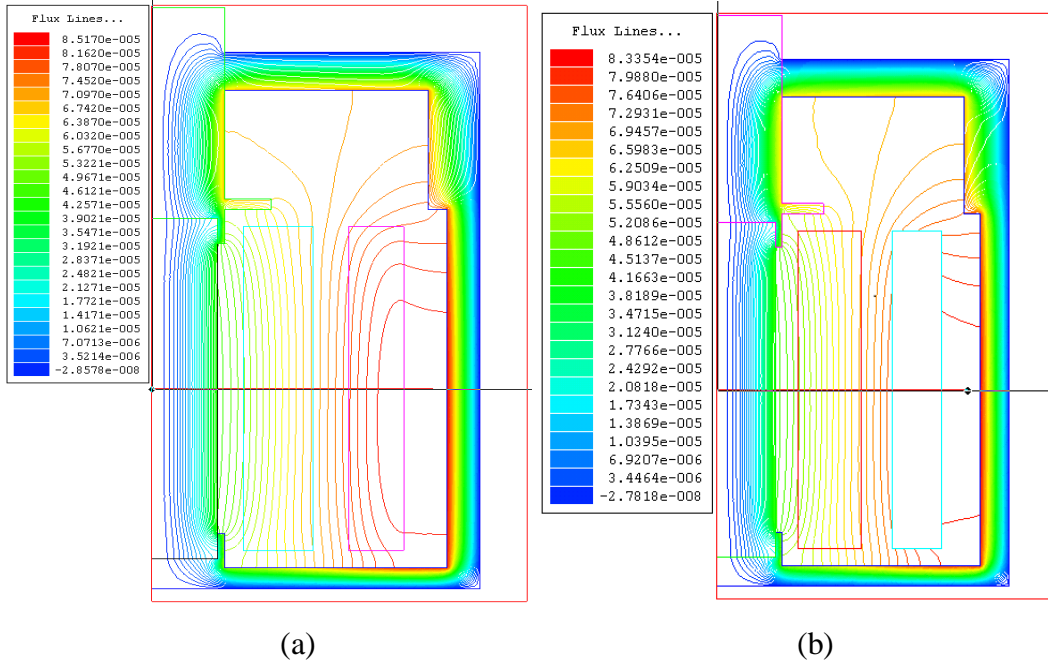 Flux Lines...
8.5170e-005
8.1620e-005
7.8070e-005
7.4520e-005
7.0970e-005
6.7420e-005
6.3870e-005
6.0320e-005
5.6770e-005
5.3221e-005
4.9671e-005
4.6121e-005
4.2571e-005
3.9021e-005
3.5471e-005
3.1921e-005
2.8371e-005
2.4821e-005
2.1271e-005
1.7721e-005
1.4171e-005
1.0621e-005
7.0713e-006
3.5214e-006
-2.8578e-008
(a)
Flux Lines...
8.3354e-005
7.9880e-005
7.6406e-005
7.2931e-005
6.9457e-005
6.5983e-005
6.2509e-005
5.9034e-005
5.5560e-005
5.2086e-005
4.8612e-005
4.5137e-005
4.1663e-005
3.8189e-005
3.4715e-005
3.1240e-005
2.7766e-005
2.4292e-005
2.0818e-005
1.7343e-005
1.3869e-005
1.0395e-005
6.9207e-006
3.4464e-006
-2.7818e-008
(b)